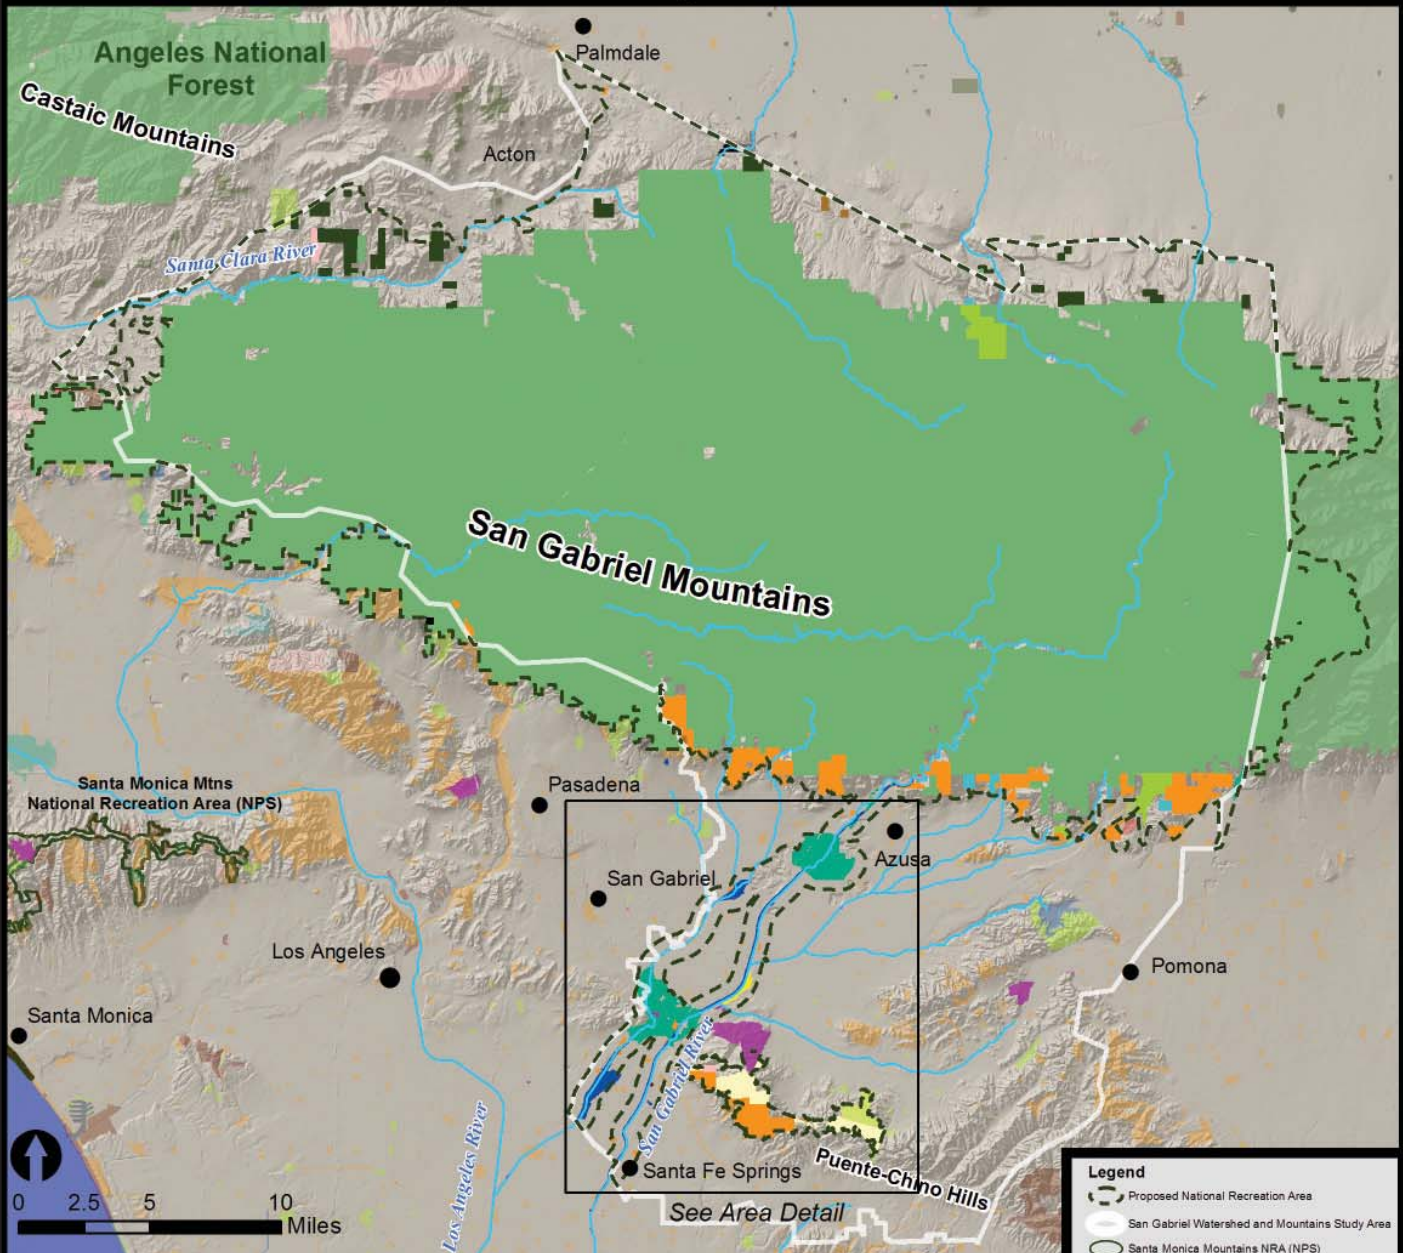 Palmdale
Angeles National
Forest
Castaic Mountains
Acton
Santa Clara River
San Gabriel Mountains
Santa Monica Mtns
National Recreation Area (NPS)
Pasadena
Azusa
San Gabriel
Los Angeles
Pomona
Santa Monica
San Gabriel River
Los Angeles River
Santa Fe Springs
Puente-Chino Hills
See Area Detail
0 2.5 5 10
Miles
Legend
Proposed National Recreation Area
San Gabriel Watershed and Mountains Study Area
Santa Monica Mountains NRA (NPS)